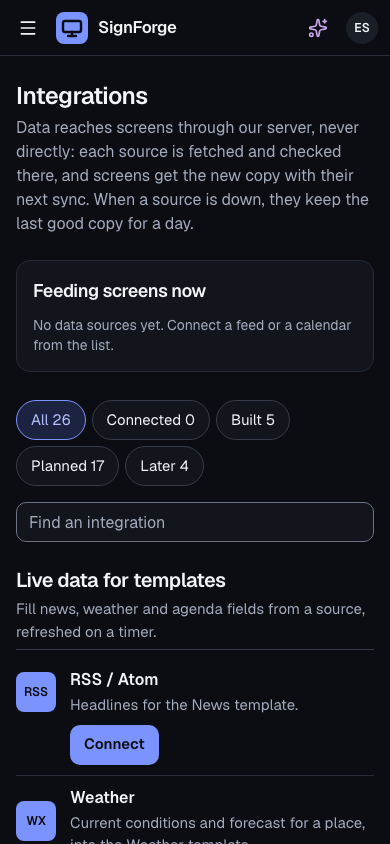 SignForge
ES
Integrations
Data reaches screens through our server, never
directly: each source is fetched and checked
there, and screens get the new copy with their
next sync. When a source is down, they keep the
last good copy for a day.
Feeding screens now
No data sources yet. Connect a feed or a calendar
from the list.
All 26
Connected 0
Built 5
Planned 17
Later 4
Find an integration
Live data for templates
Fill news, weather and agenda fields from a source,
refreshed on a timer.
RSS
RSS / Atom
Headlines for the News template.
Connect
WX
Weather
Current conditions and forecast for a place,
into the Weather template.